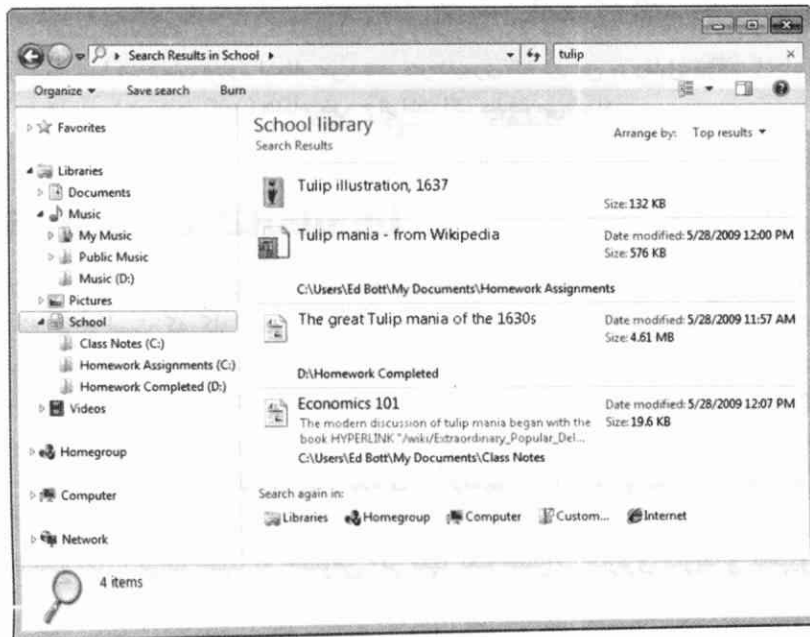 Search Results in School
tulip
Organize
Save search
Burn
Favorites
Libraries
Documents
Music
My Music
Public Music
Music (D:)
Pictures
School
Class Notes (C:)
Homework Assignments (C:)
Homework Completed (D:)
Videos
Homegroup
Computer
Network
School library
Search Results
Arrange by: Top results
Tulip illustration, 1637
Size: 132 KB
Tulip mania - from Wikipedia
Date modified: 5/28/2009 12:00 PM
Size: 576 KB
C:\Users\Ed Bott\My Documents\Homework Assignments
The great Tulip mania of the 1630s
Date modified: 5/28/2009 11:57 AM
Size: 4.61 MB
D:\Homework Completed
Economics 101
Date modified: 5/28/2009 12:07 PM
The modern discussion of tulip mania began with the
Size: 19.6 KB
book HYPERLINK "/wiki/Extraordinary_Popular_Del...
C:\Users\Ed Bott\My Documents\Class Notes
Search again in:
Libraries Homegroup Computer Custom... Internet
4 items